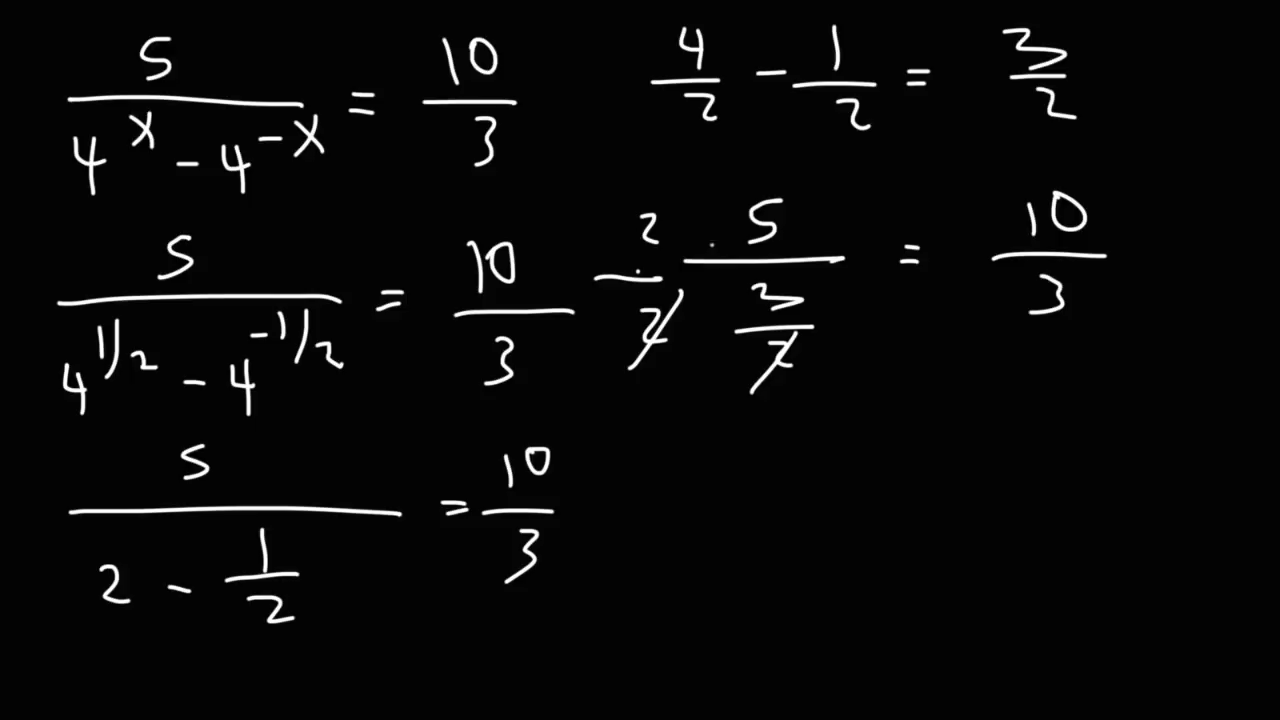 5 / (4^x - 4^-x) = 10/3
4/2 - 1/2 = 3/2
5 / (4^1/2 - 4^-1/2) = 10/3
2/2 · 5 / (3/2) = 10/3
5 / (2 - 1/2) = 10/3